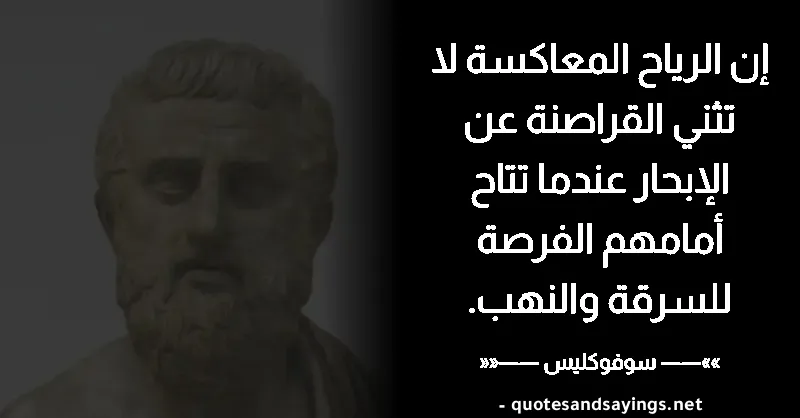 إن الرياح المعاكسة لا
تثني القراصنة عن
الإبحار عندما تتاح
أمامهم الفرصة
للسرقة والنهب.
»»—— سوفوكليس ——««
- quotesandsayings.net